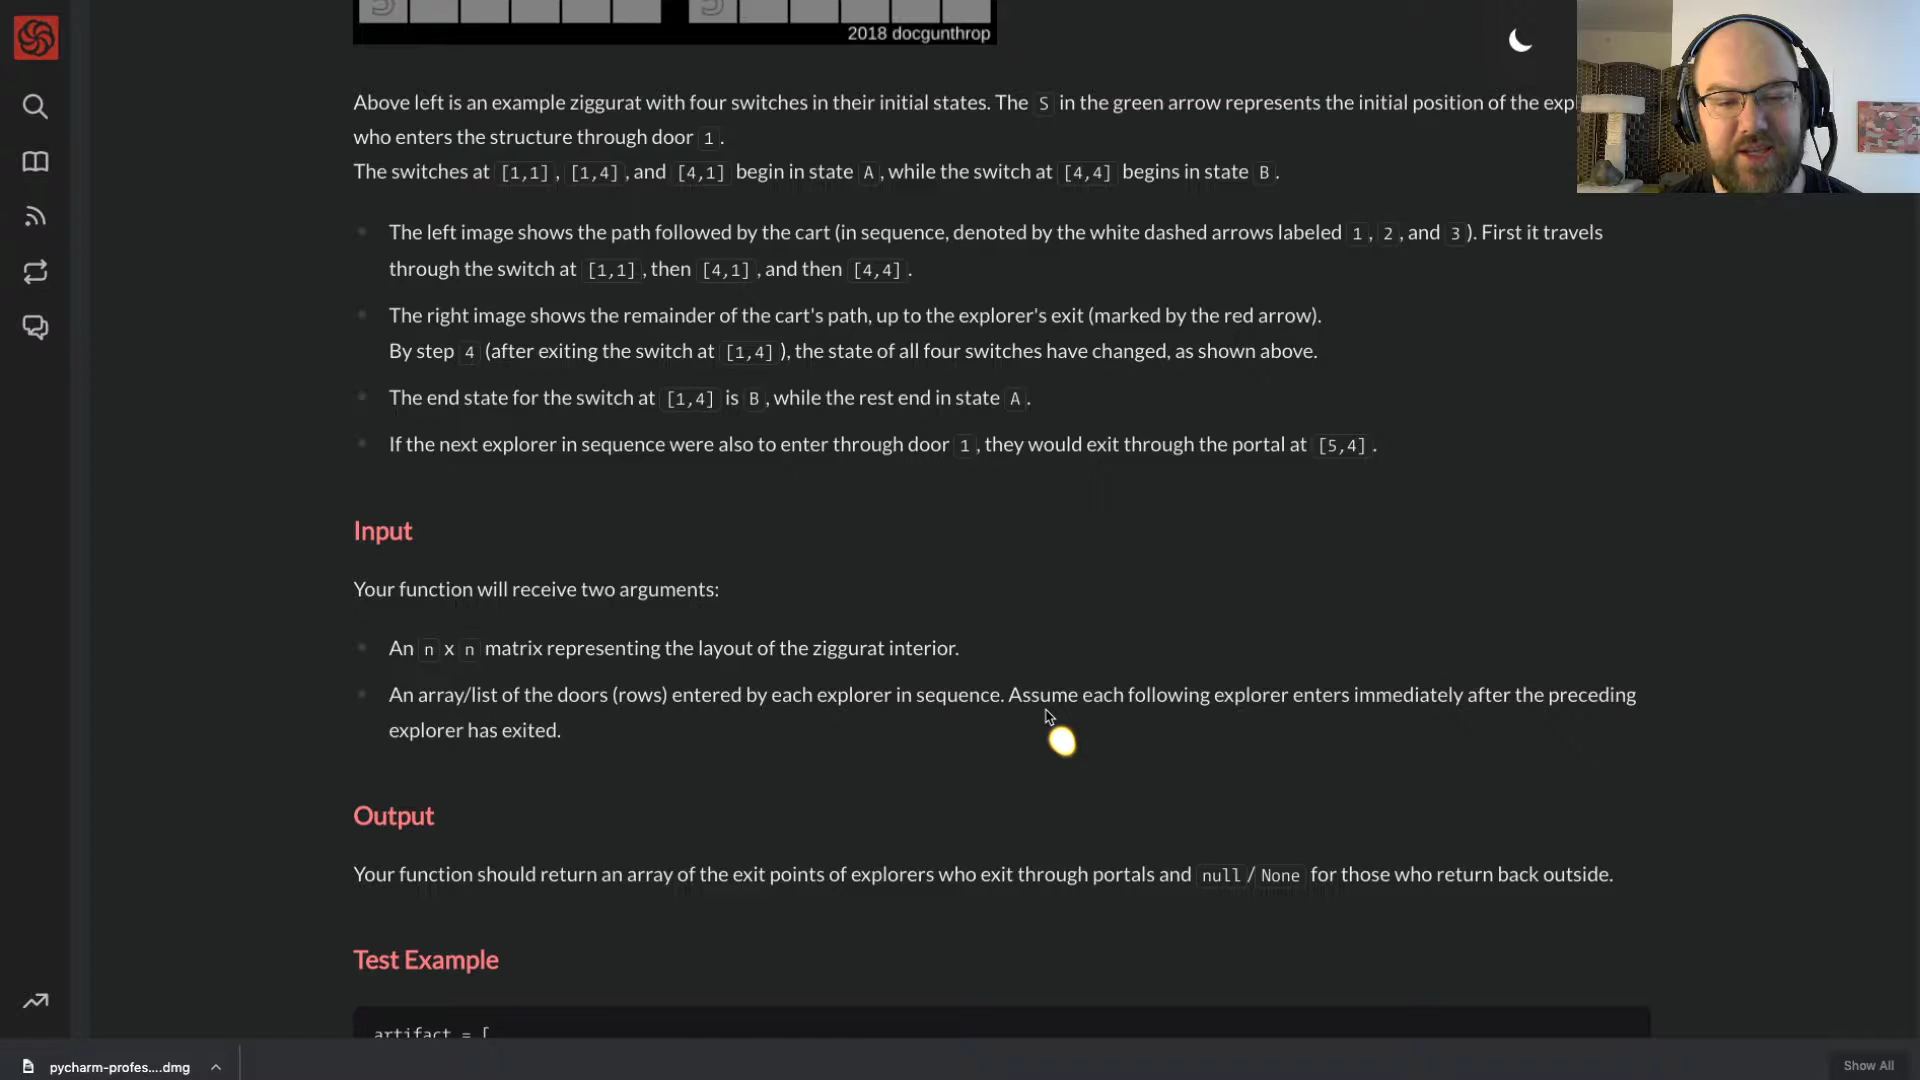 5 5
2018 docgunthrop
Above left is an example ziggurat with four switches in their initial states. The S in the green arrow represents the initial position of the
who enters the structure through door 1.
The switches at [1,1], [1,4], and [4,1] begin in state A, while the switch at [4,4] begins in state B.
The left image shows the path followed by the cart (in sequence, denoted by the white dashed arrows labeled 1, 2, and 3). First it travels
through the switch at [1,1], then [4,1], and then [4,4].
The right image shows the remainder of the cart's path, up to the explorer's exit (marked by the red arrow).
By step 4 (after exiting the switch at [1,4]), the state of all four switches have changed, as shown above.
The end state for the switch at [1,4] is B, while the rest end in state A.
If the next explorer in sequence were also to enter through door 1, they would exit through the portal at [5,4].
Input
Your function will receive two arguments:
An n x n matrix representing the layout of the ziggurat interior.
An array/list of the doors (rows) entered by each explorer in sequence. Assume each following explorer enters immediately after the preceding
explorer has exited.
Output
Your function should return an array of the exit points of explorers who exit through portals and null/None for those who return back outside.
Test Example
artifact = [
pycharm-profes....dmg
Show All